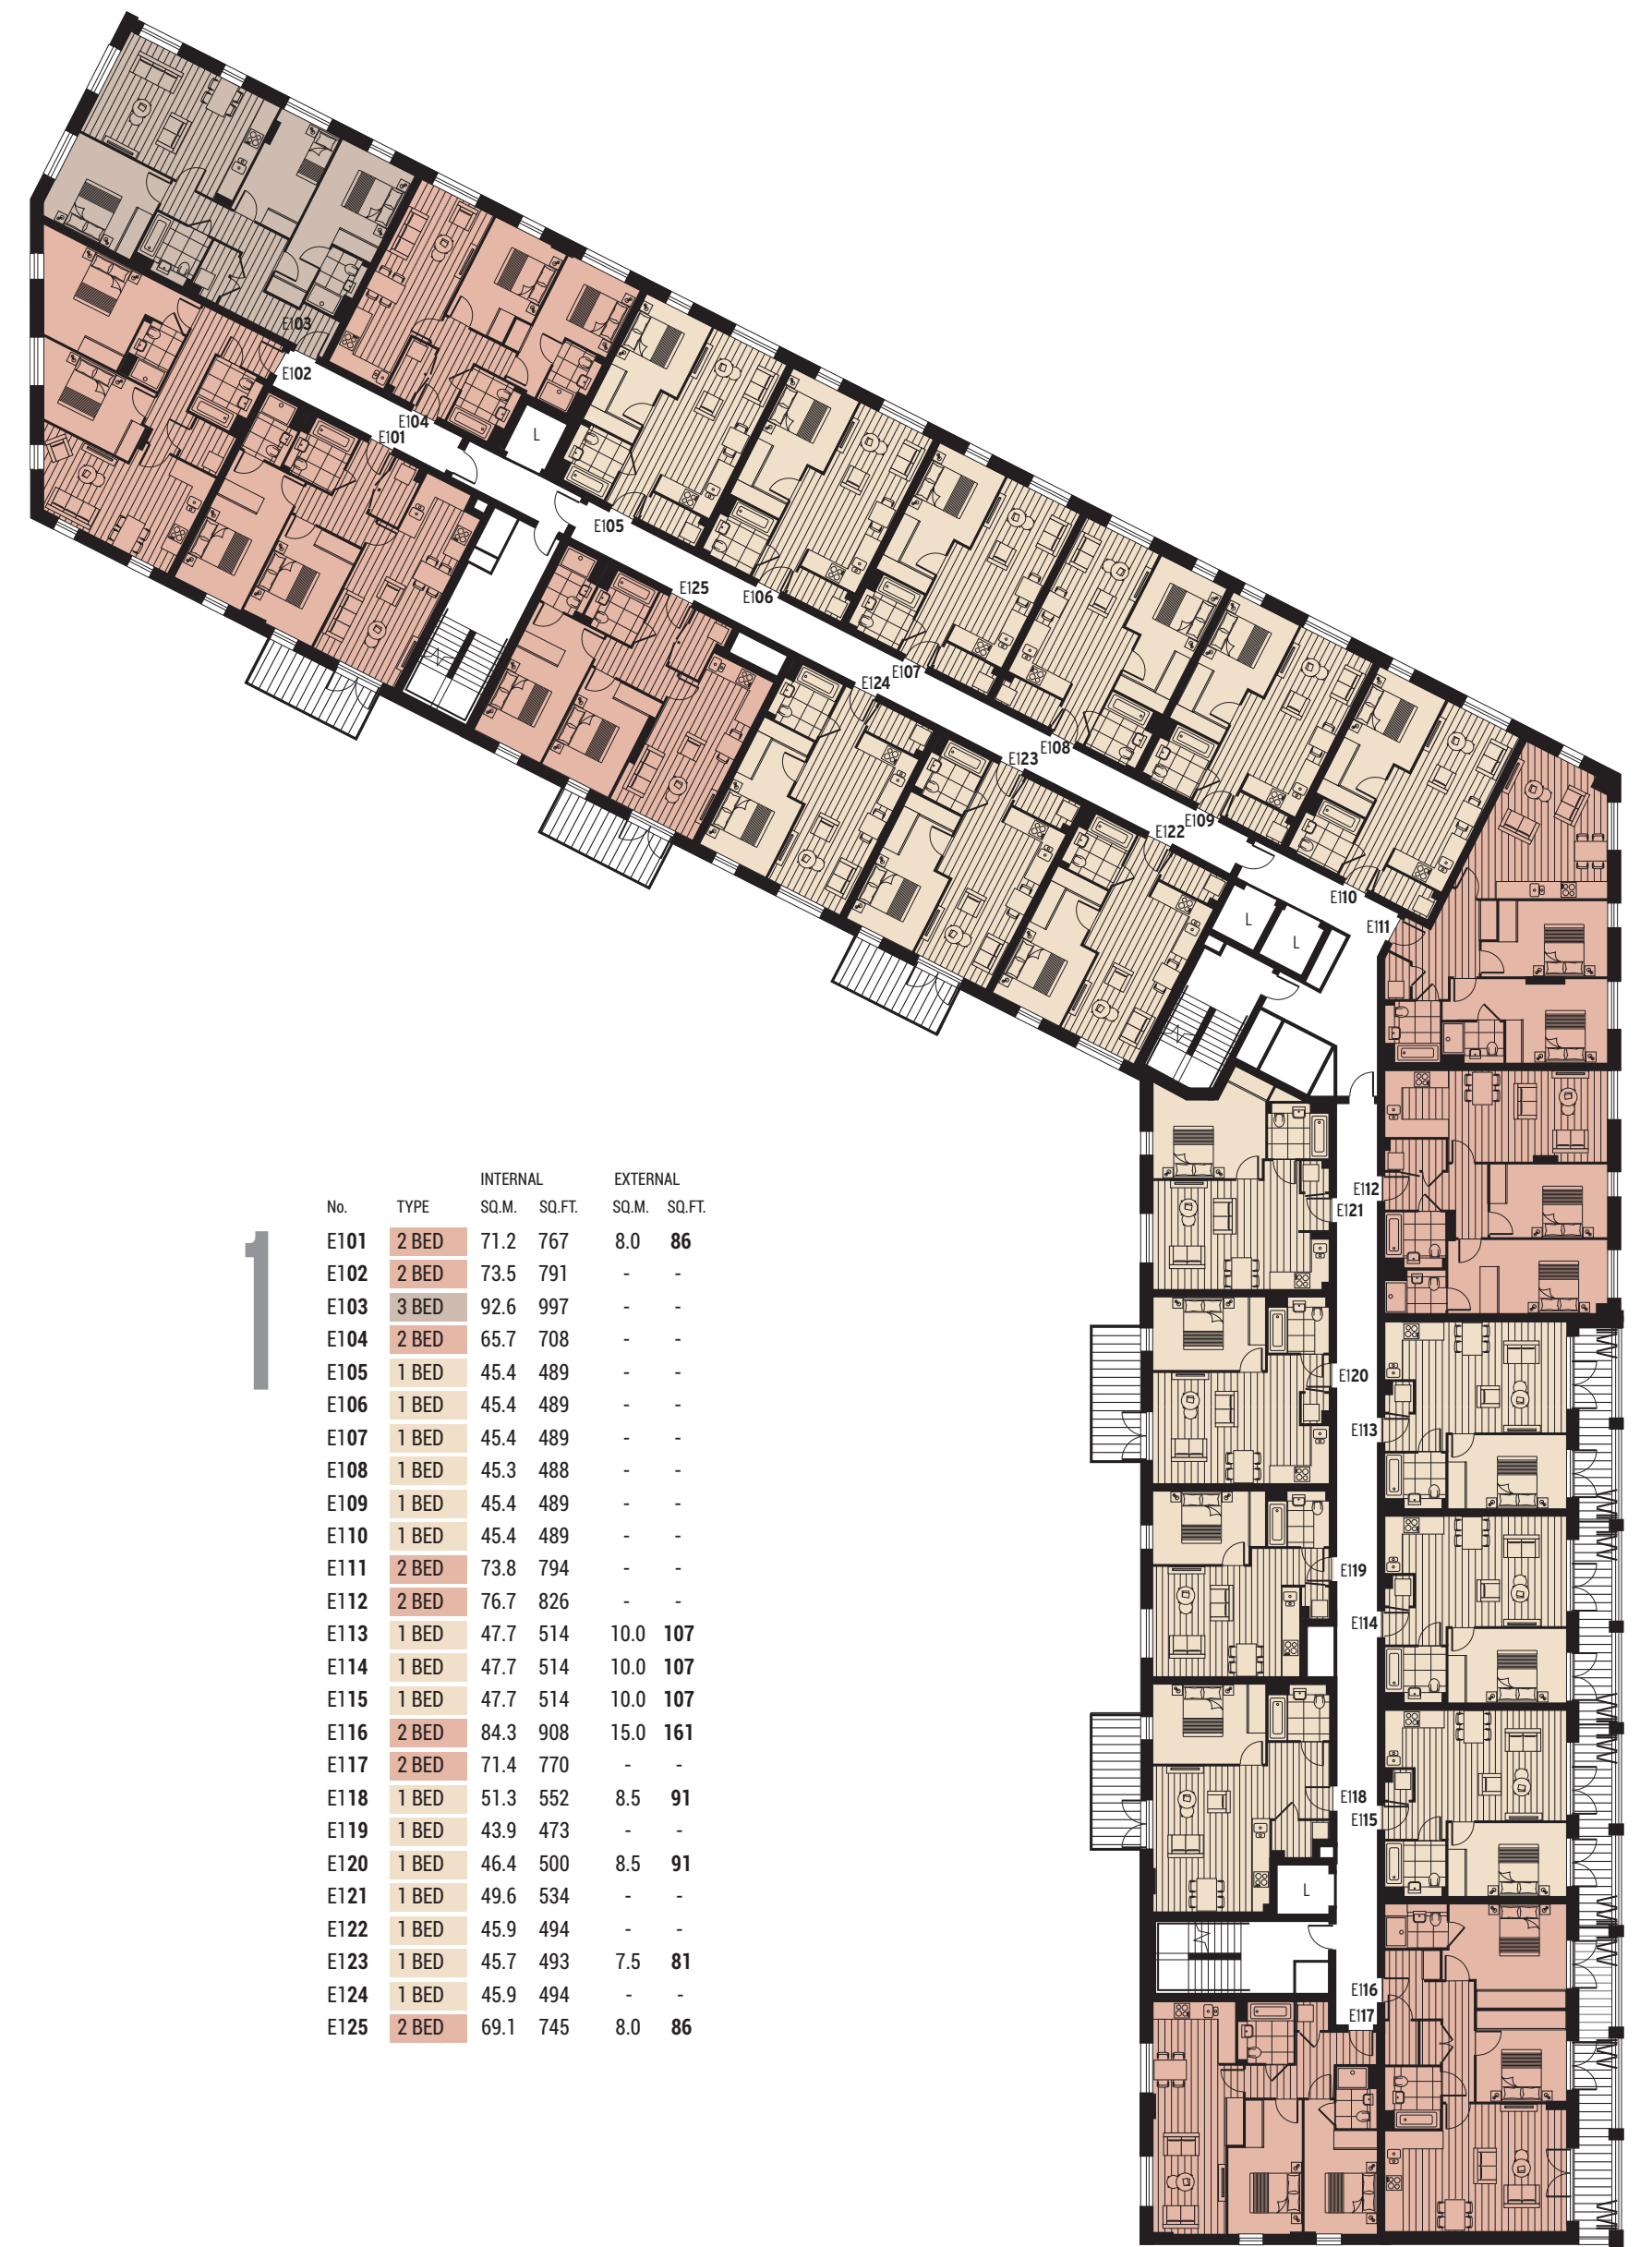 E103
E102
E104
E101
L
E105
E125
E106
E107
E124
E108
E123
E109
E122
E110
L
L
E111
E112
E121
E120
E113
E119
E114
E118
E115
L
E116
E117
1
INTERNAL EXTERNAL
No. TYPE SQ.M. SQ.FT. SQ.M. SQ.FT.
E101 2 BED 71.2 767 8.0 86
E102 2 BED 73.5 791 - -
E103 3 BED 92.6 997 - -
E104 2 BED 65.7 708 - -
E105 1 BED 45.4 489 - -
E106 1 BED 45.4 489 - -
E107 1 BED 45.4 489 - -
E108 1 BED 45.3 488 - -
E109 1 BED 45.4 489 - -
E110 1 BED 45.4 489 - -
E111 2 BED 73.8 794 - -
E112 2 BED 76.7 826 - -
E113 1 BED 47.7 514 10.0 107
E114 1 BED 47.7 514 10.0 107
E115 1 BED 47.7 514 10.0 107
E116 2 BED 84.3 908 15.0 161
E117 2 BED 71.4 770 - -
E118 1 BED 51.3 552 8.5 91
E119 1 BED 43.9 473 - -
E120 1 BED 46.4 500 8.5 91
E121 1 BED 49.6 534 - -
E122 1 BED 45.9 494 - -
E123 1 BED 45.7 493 7.5 81
E124 1 BED 45.9 494 - -
E125 2 BED 69.1 745 8.0 86